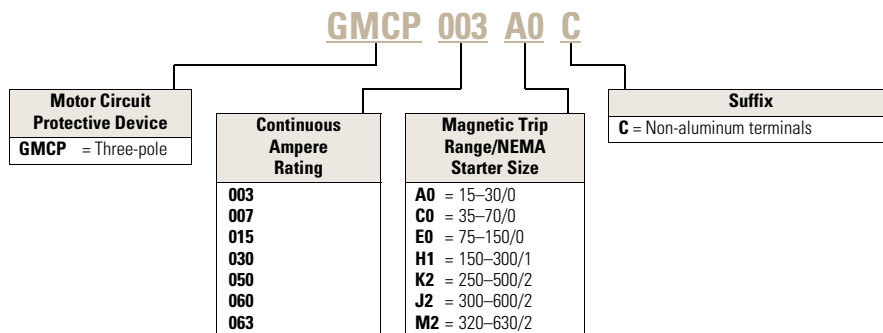 GMCP 003 A0 C
Motor Circuit
Protective Device
GMCP = Three-pole
Continuous
Ampere
Rating
003
007
015
030
050
060
063
Magnetic Trip
Range/NEMA
Starter Size
A0 = 15–30/0
C0 = 35–70/0
E0 = 75–150/0
H1 = 150–300/1
K2 = 250–500/2
J2 = 300–600/2
M2 = 320–630/2
Suffix
C = Non-aluminum terminals